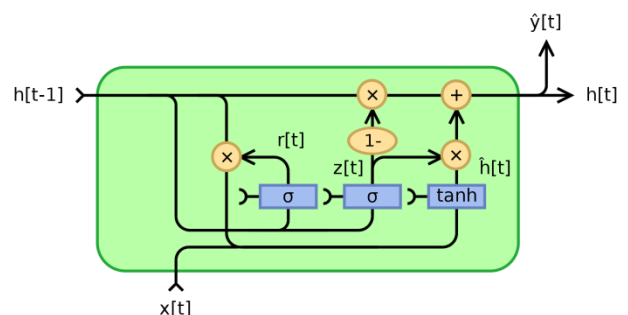 ŷ[t]
h[t-1]
×
+
h[t]
r[t]
1-
×
z[t]
×
ĥ[t]
σ
σ
tanh
x[t]